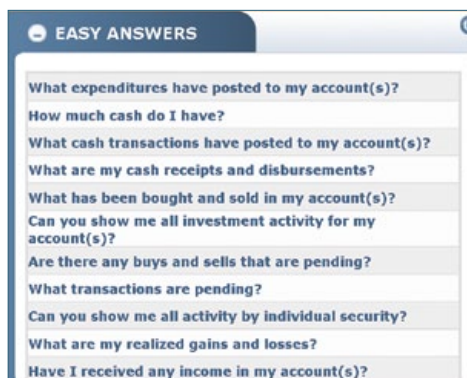 EASY ANSWERS
What expenditures have posted to my account(s)?
How much cash do I have?
What cash transactions have posted to my account(s)?
What are my cash receipts and disbursements?
What has been bought and sold in my account(s)?
Can you show me all investment activity for my
account(s)?
Are there any buys and sells that are pending?
What transactions are pending?
Can you show me all activity by individual security?
What are my realized gains and losses?
Have I received any income in my account(s)?